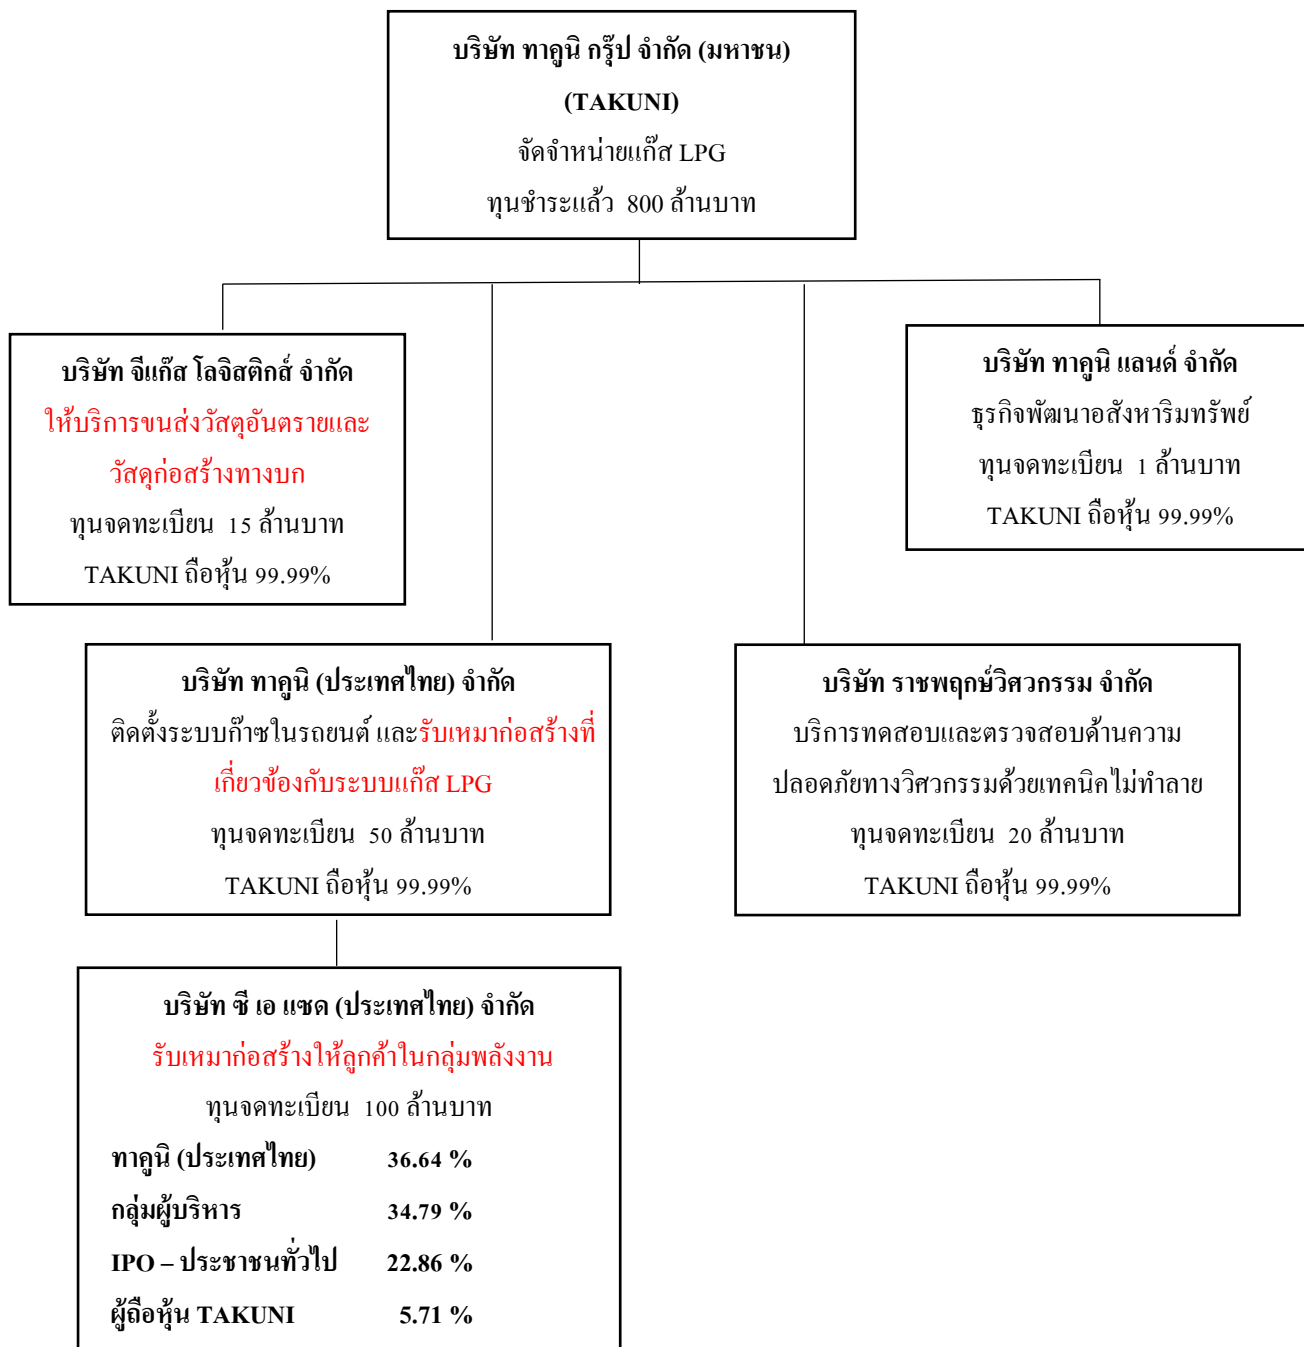 บริษัท ทาคูนิ กรุ๊ป จำกัด (มหาชน)
(TAKUNI)
จัดจำหน่ายแก๊ส LPG
ทุนชำระแล้ว 800 ล้านบาท
บริษัท จีแก๊ส โลจิสติกส์ จำกัด
ให้บริการขนส่งวัสตุอันตรายและ
วัสดุก่อสร้างทางบก
ทุนจดทะเบียน 15 ล้านบาท
TAKUNI ถือหุ้น 99.99%
บริษัท ทาคูนิ แลนด์ จำกัด
ธุรกิจพัฒนาอสังหาริมทรัพย์
ทุนจดทะเบียน 1 ล้านบาท
TAKUNI ถือหุ้น 99.99%
บริษัท ทาคูนิ (ประเทศไทย) จำกัด
ติดตั้งระบบก๊าซในรถยนต์ และรับเหมาก่อสร้างที่
เกี่ยวข้องกับระบบแก๊ส LPG
ทุนจดทะเบียน 50 ล้านบาท
TAKUNI ถือหุ้น 99.99%
บริษัท ราชพฤกษ์วิศวกรรม จำกัด
บริการทดสอบและตรวจสอบด้านความ
ปลอดภัยทางวิศวกรรมด้วยเทคนิคไม่ทำลาย
ทุนจดทะเบียน 20 ล้านบาท
TAKUNI ถือหุ้น 99.99%
บริษัท ซี เอ แซด (ประเทศไทย) จำกัด
รับเหมาก่อสร้างให้ลูกค้าในกลุ่มพลังงาน
ทุนจดทะเบียน 100 ล้านบาท
ทาคูนิ (ประเทศไทย) 36.64 %
กลุ่มผู้บริหาร 34.79 %
IPO – ประชาชนทั่วไป 22.86 %
ผู้ถือหุ้น TAKUNI 5.71 %